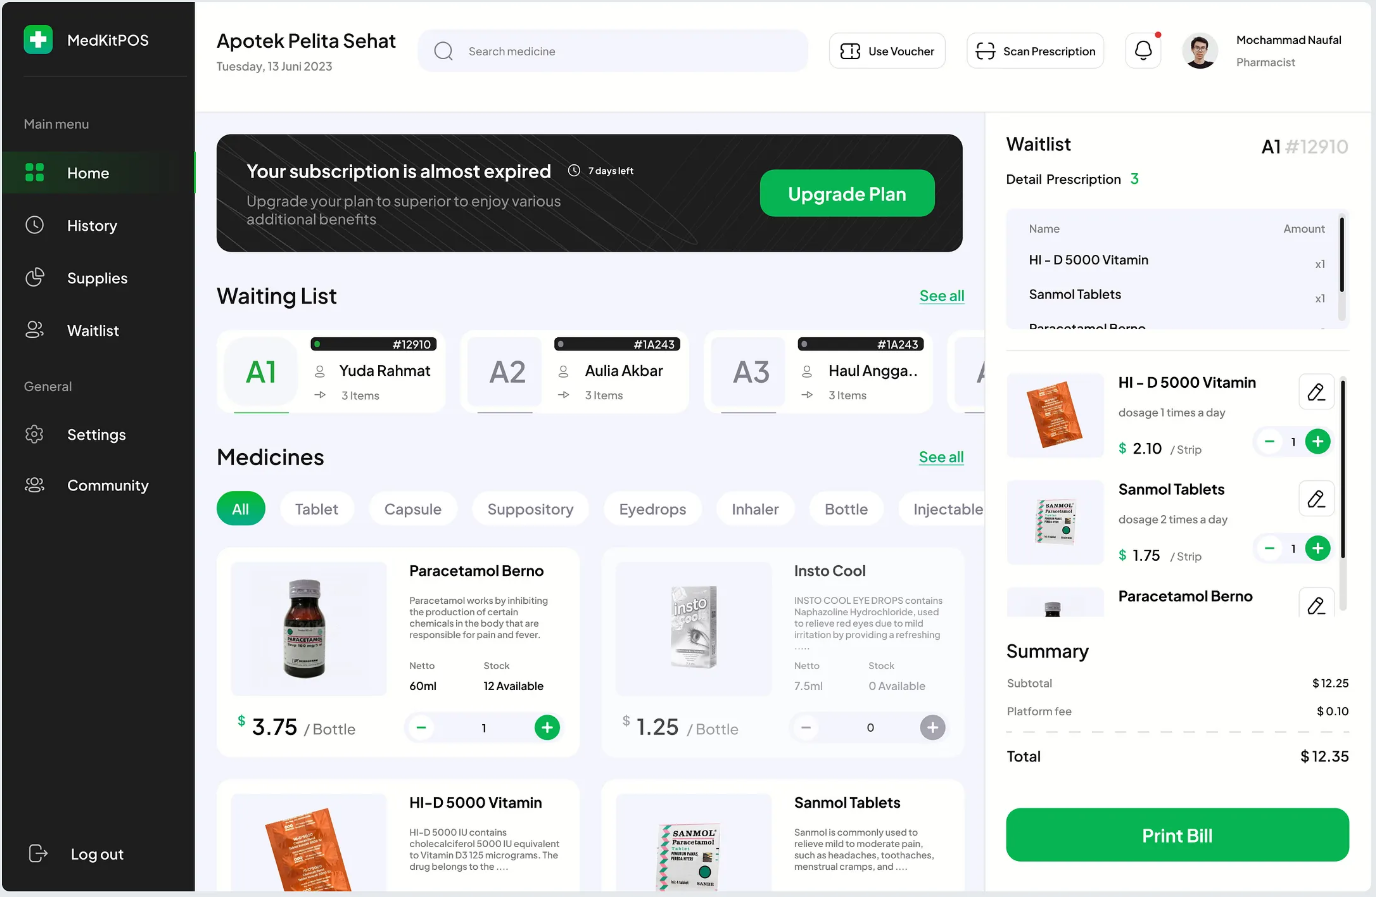 MedKitPOS
Main menu
Home
History
Supplies
Waitlist
General
Settings
Community
Log out
Apotek Pelita Sehat
Tuesday, 13 Juni 2023
Search medicine
Use Voucher
Scan Prescription
Mochammad Naufal
Pharmacist
Your subscription is almost expired
7 days left
Upgrade your plan to superior to enjoy various
additional benefits
Upgrade Plan
Waiting List
See all
A1
#12910
Yuda Rahmat
3 Items
A2
#1A243
Aulia Akbar
3 Items
A3
#1A243
Haul Angga..
3 Items
Medicines
See all
All
Tablet
Capsule
Suppository
Eyedrops
Inhaler
Bottle
Injectable
PARACETAMOL
Paracetamol Berno
Paracetamol works by inhibiting
the production of certain
chemicals in the body that are
responsible for pain and fever.
Netto
Stock
60ml
12 Available
$ 3.75 / Bottle
1
insto
cool
Insto Cool
INSTO COOL EYE DROPS contains
Naphazoline Hydrochloride, used
to relieve red eyes due to mild
irritation by providing a refreshing
.....
Netto
Stock
7.5ml
0 Available
$ 1.25 / Bottle
0
HI-D 5000 Vitamin
HI-D 5000 IU contains
cholecalciferol 5000 IU equivalent
to Vitamin D3 125 micrograms. The
drug belongs to the ....
SANMOL
Paracetamol
Tablet
Sanmol Tablets
Sanmol is commonly used to
relieve mild to moderate pain,
such as headaches, toothaches,
menstrual cramps, and ....
Waitlist
A1 #12910
Detail Prescription 3
Name
Amount
HI - D 5000 Vitamin
x1
Sanmol Tablets
x1
Paracetamol Berno
HI - D 5000 Vitamin
dosage 1 times a day
$ 2.10 / Strip
1
SANMOL
Paracetamol
Sanmol Tablets
dosage 2 times a day
$ 1.75 / Strip
1
Paracetamol Berno
Summary
Subtotal
$ 12.25
Platform fee
$ 0.10
Total
$ 12.35
Print Bill